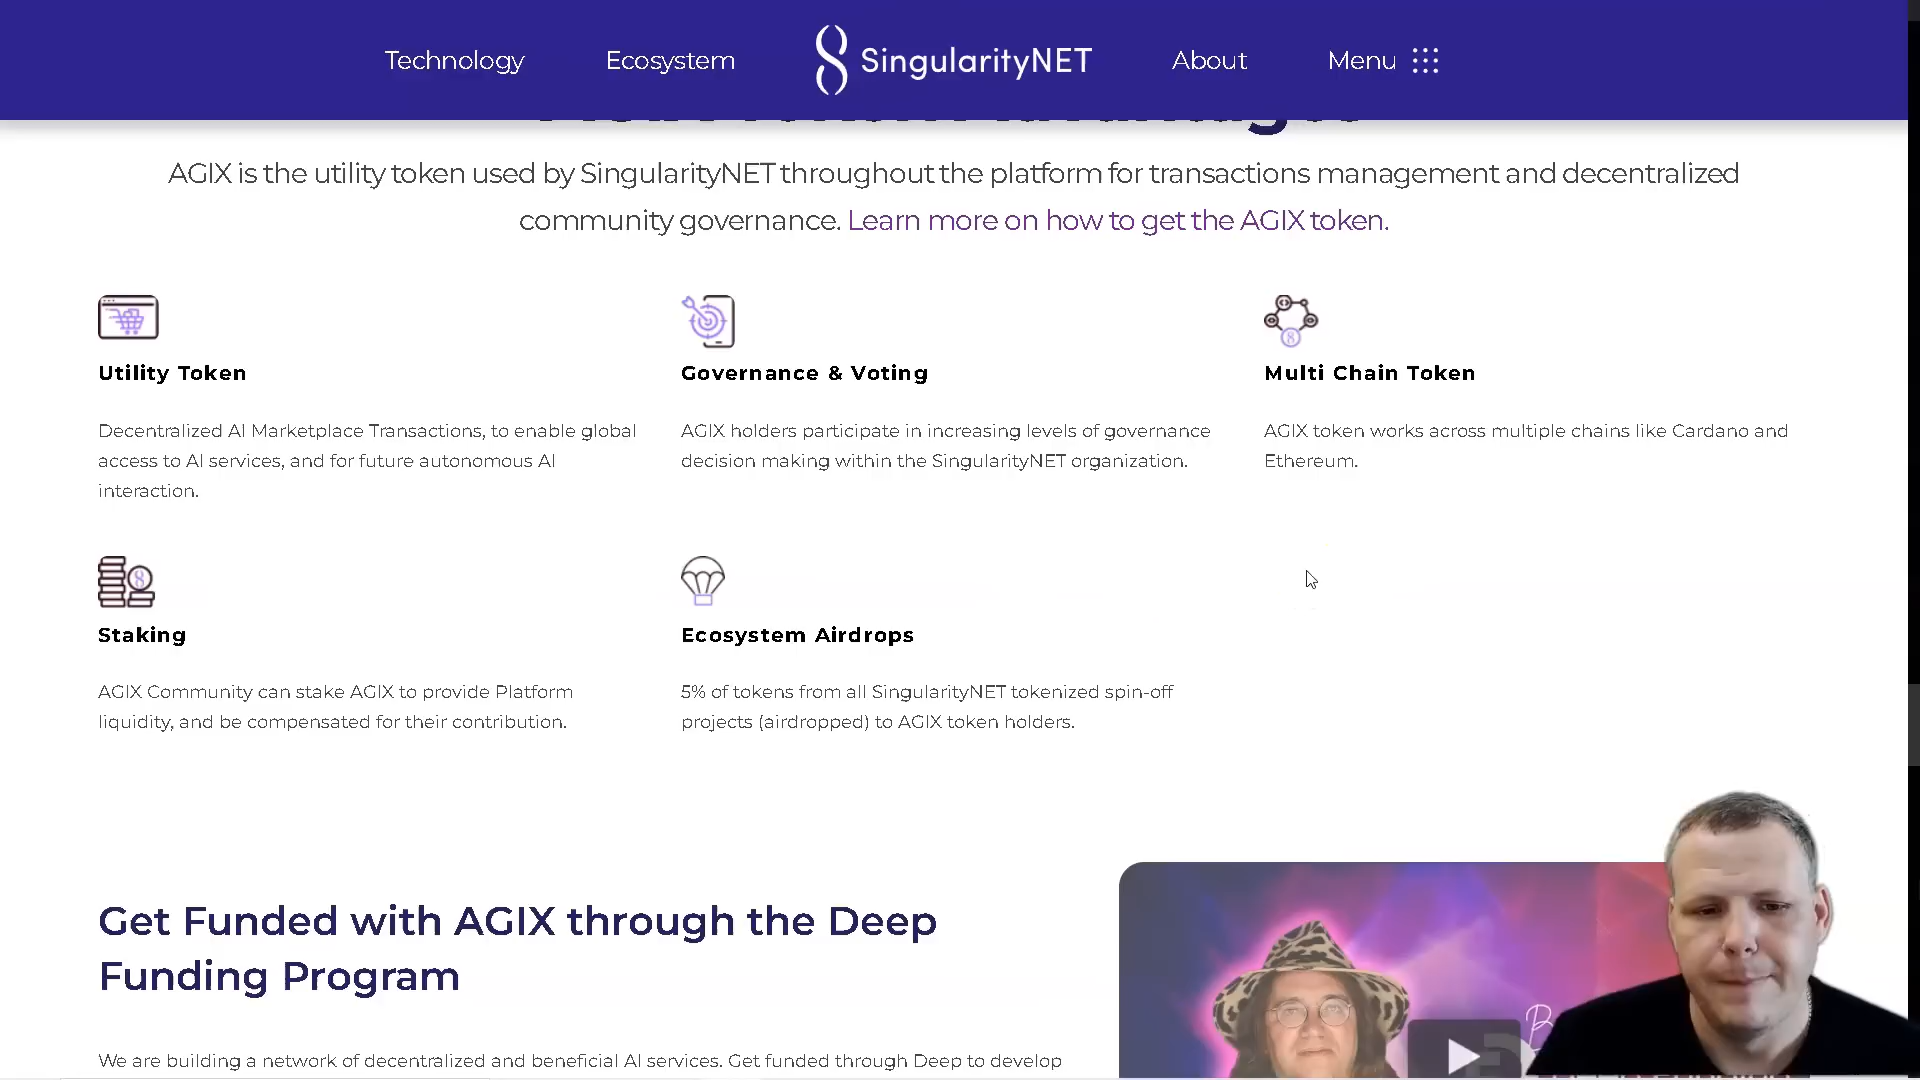 Technology
Ecosystem
SingularityNET
About
Menu
AGIX is the utility token used by SingularityNET throughout the platform for transactions management and decentralized
community governance. Learn more on how to get the AGIX token.
Utility Token
Decentralized AI Marketplace Transactions, to enable global
access to AI services, and for future autonomous AI
interaction.
Governance & Voting
AGIX holders participate in increasing levels of governance
decision making within the SingularityNET organization.
Multi Chain Token
AGIX token works across multiple chains like Cardano and
Ethereum.
Staking
AGIX Community can stake AGIX to provide Platform
liquidity, and be compensated for their contribution.
Ecosystem Airdrops
5% of tokens from all SingularityNET tokenized spin-off
projects (airdropped) to AGIX token holders.
Get Funded with AGIX through the Deep
Funding Program
We are building a network of decentralized and beneficial AI services. Get funded through Deep to develop